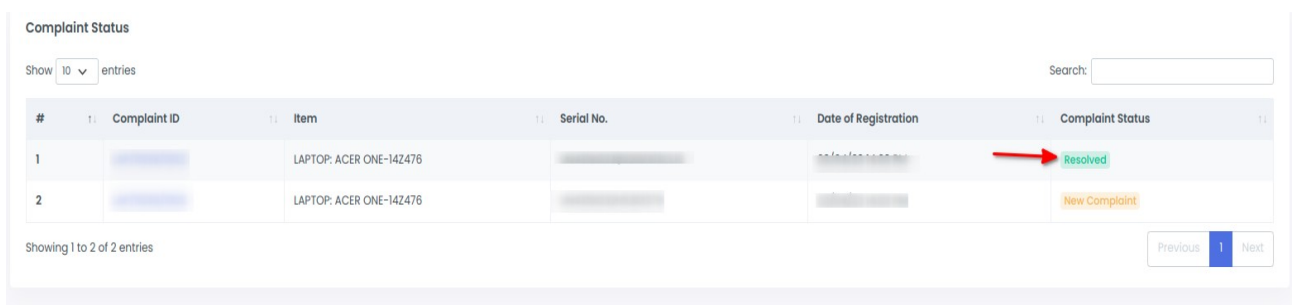 Complaint Status
Show 10 entries Search:
# Complaint ID Item Serial No. Date of Registration Complaint Status
1 LAPTOP: ACER ONE-14Z476 Resolved
2 LAPTOP: ACER ONE-14Z476 New Complaint
Showing 1 to 2 of 2 entries Previous 1 Next